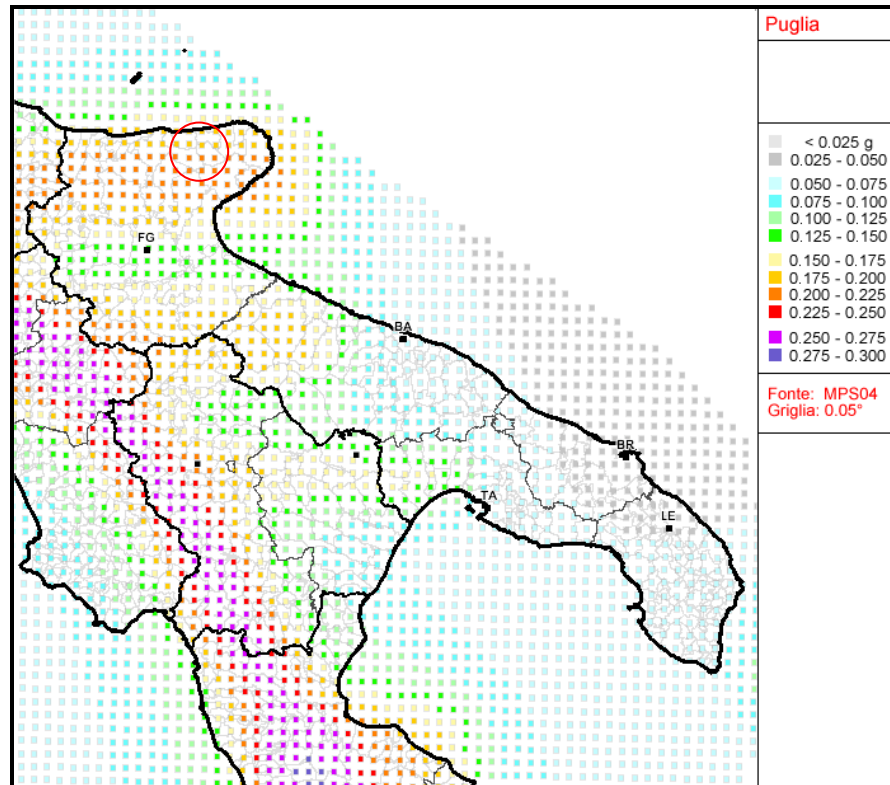 Puglia
< 0.025 g
0.025 - 0.050
0.050 - 0.075
0.075 - 0.100
0.100 - 0.125
0.125 - 0.150
0.150 - 0.175
0.175 - 0.200
0.200 - 0.225
0.225 - 0.250
0.250 - 0.275
0.275 - 0.300
Fonte: MPS04
Griglia: 0.05°
FG
BA
BR
TA
LE